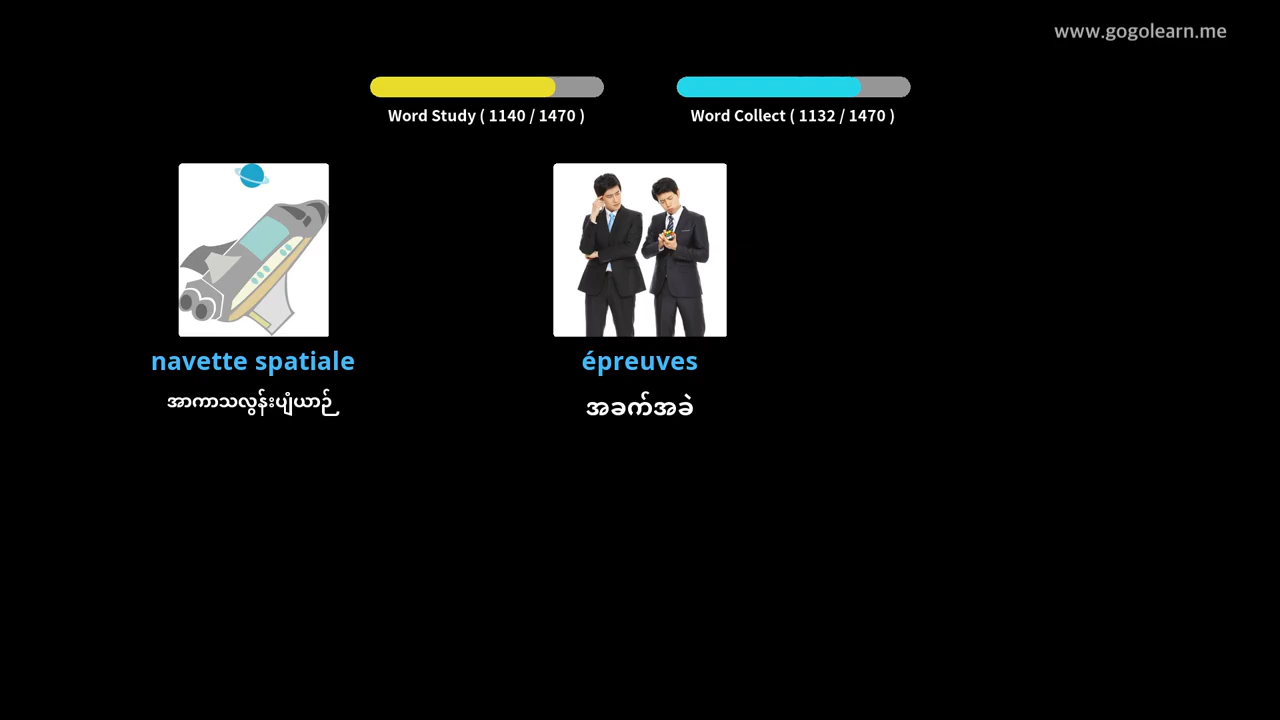 www.gogolearn.me
Word Study ( 1140 / 1470 )
Word Collect ( 1132 / 1470 )
navette spatiale
épreuves
အာကာသလွန်းပျံယာဉ်
အခက်အခဲ